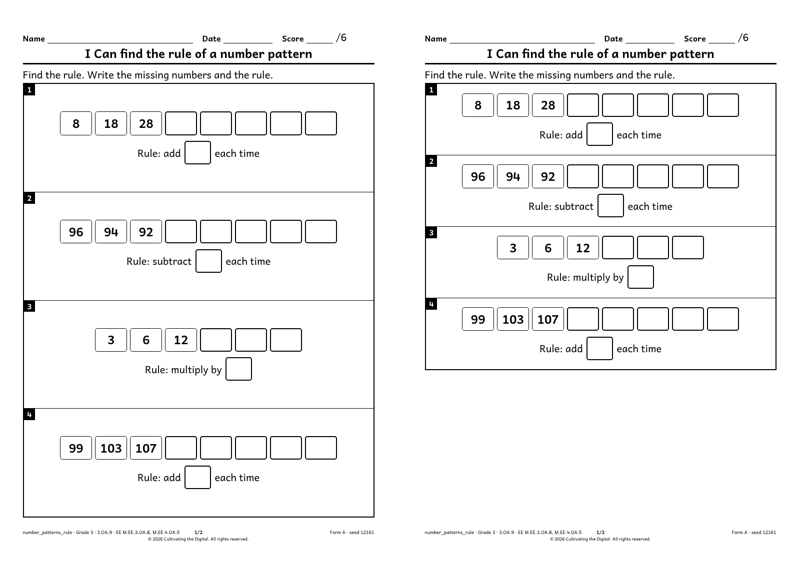 Name Date Score /6
I Can find the rule of a number pattern
Find the rule. Write the missing numbers and the rule.
1
8 18 28
Rule: add each time
2
96 94 92
Rule: subtract each time
3
3 6 12
Rule: multiply by
4
99 103 107
Rule: add each time
number_patterns_rule · Grade 3 · 3.OA.9 · EE M.EE.3.OA.8, M.EE.4.OA.5 1/2 Form A · seed 12161
© 2026 Cultivating the Digital. All rights reserved.
Name Date Score /6
I Can find the rule of a number pattern
Find the rule. Write the missing numbers and the rule.
1
8 18 28
Rule: add each time
2
96 94 92
Rule: subtract each time
3
3 6 12
Rule: multiply by
4
99 103 107
Rule: add each time
number_patterns_rule · Grade 3 · 3.OA.9 · EE M.EE.3.OA.8, M.EE.4.OA.5 1/2 Form A · seed 12161
© 2026 Cultivating the Digital. All rights reserved.